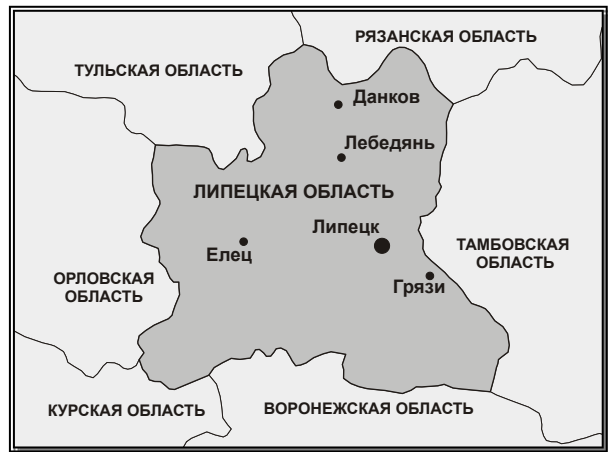 РЯЗАНСКАЯ ОБЛАСТЬ
ТУЛЬСКАЯ ОБЛАСТЬ
Данков
Лебедянь
ЛИПЕЦКАЯ ОБЛАСТЬ
Липецк
Елец
ТАМБОВСКАЯ
ОБЛАСТЬ
ОРЛОВСКАЯ
ОБЛАСТЬ
Грязи
КУРСКАЯ ОБЛАСТЬ
ВОРОНЕЖСКАЯ ОБЛАСТЬ